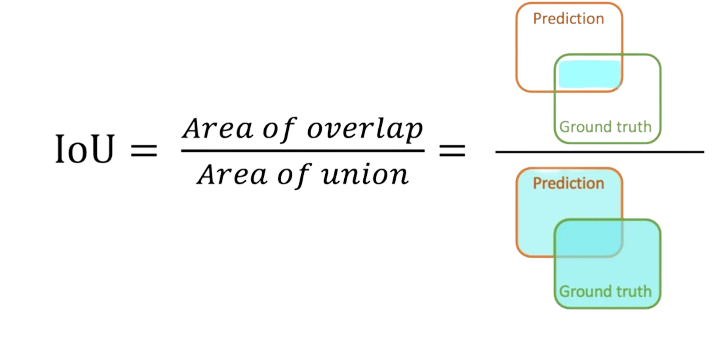 Prediction
Ground truth
IoU = Area of overlap / Area of union =
Prediction
Ground truth